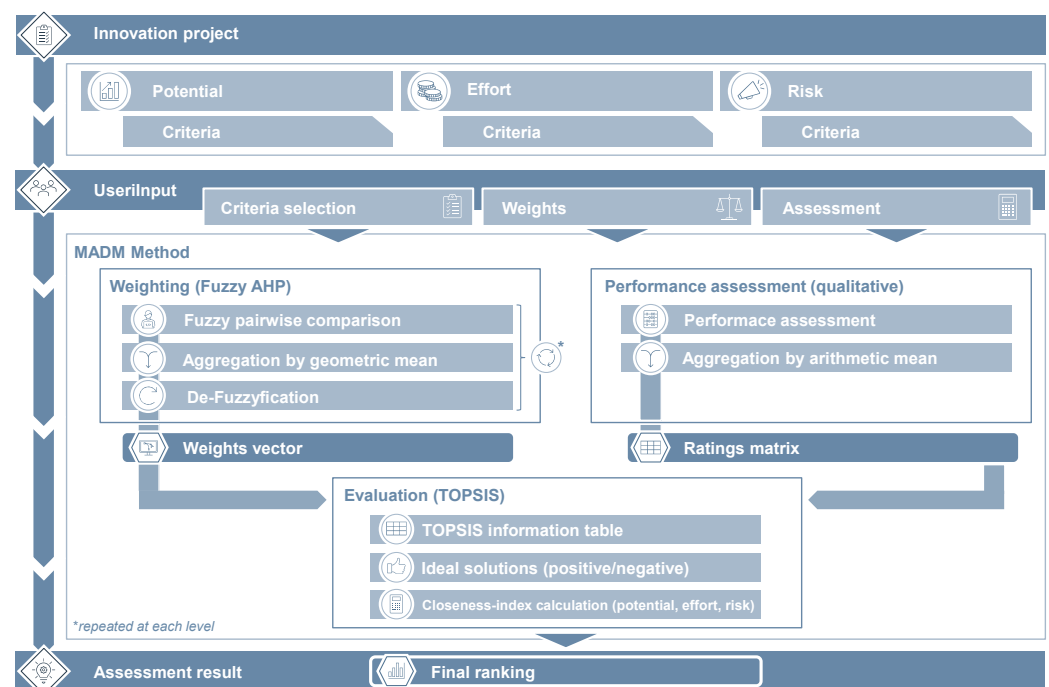 Innovation project
Potential
Effort
Risk
Criteria
Criteria
Criteria
UseriInput
Criteria selection
Weights
Assessment
MADM Method
Weighting (Fuzzy AHP)
Fuzzy pairwise comparison
Aggregation by geometric mean
De-Fuzzyfication
*
Weights vector
Performance assessment (qualitative)
Performace assessment
Aggregation by arithmetic mean
Ratings matrix
Evaluation (TOPSIS)
TOPSIS information table
Ideal solutions (positive/negative)
Closeness-index calculation (potential, effort, risk)
*repeated at each level
Assessment result
Final ranking